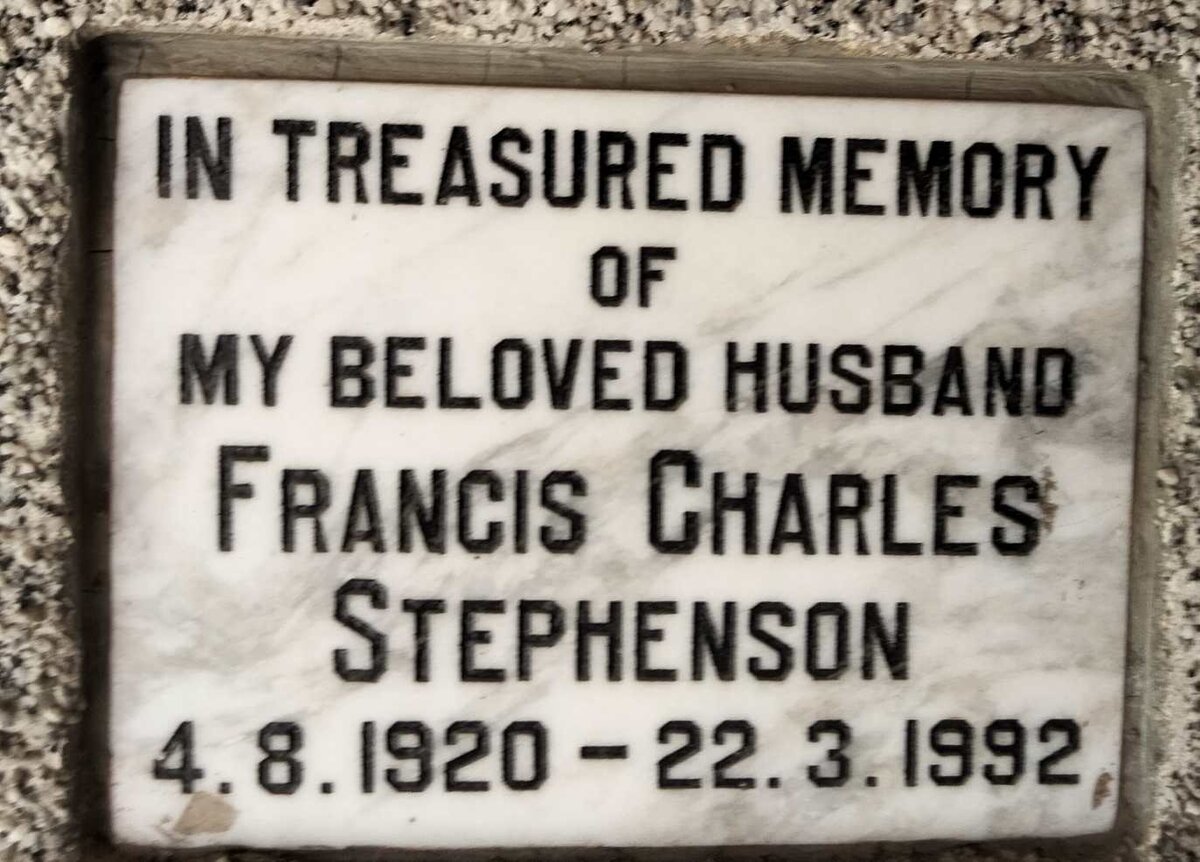 IN TREASURED MEMORY
OF
MY BELOVED HUSBAND
FRANCIS CHARLES
STEPHENSON
4.8.1920 - 22.3.1992